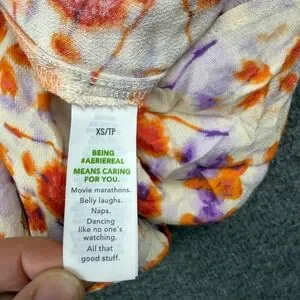 XS/TP
BEING
#AERIEREAL
MEANS CARING
FOR YOU.
Movie marathons.
Belly laughs.
Naps.
Dancing
like no one's
watching.
All that
good stuff.